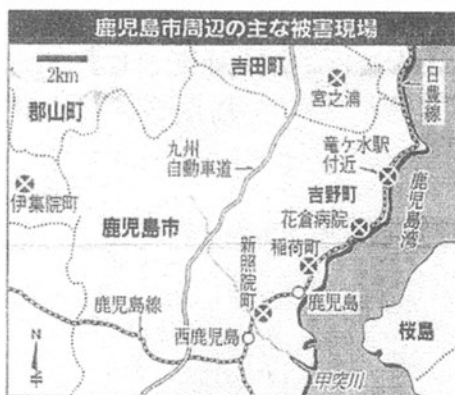 鹿児島市周辺の主な被害現場
2km
吉田町
宮之浦
日豊線
郡山町
九州
自動車道
竜ケ水駅
付近
伊集院町
吉野町
鹿児島市
花倉病院
鹿児島湾
新照院町
稲荷町
鹿児島線
鹿児島
西鹿児島
桜島
N
甲突川